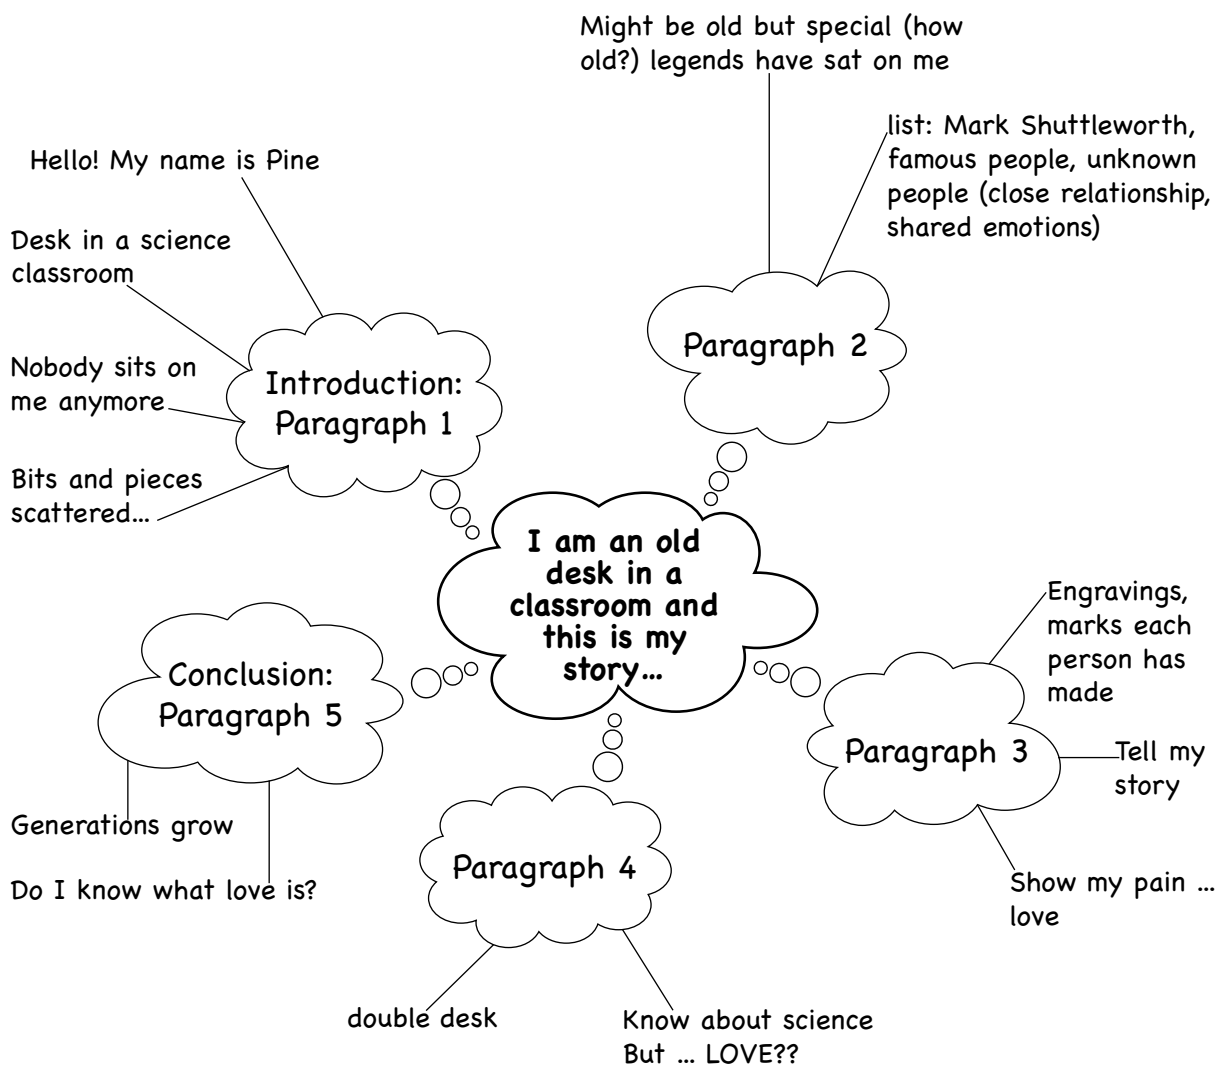 Might be old but special (how
old?) legends have sat on me
list: Mark Shuttleworth,
famous people, unknown
people (close relationship,
shared emotions)
Hello! My name is Pine
Desk in a science
classroom
Nobody sits on
me anymore
Bits and pieces
scattered...
Introduction:
Paragraph 1
Paragraph 2
I am an old
desk in a
classroom and
this is my
story...
Engravings,
marks each
person has
made
Paragraph 3
Tell my
story
Show my pain ...
love
Conclusion:
Paragraph 5
Generations grow
Do I know what love is?
Paragraph 4
double desk
Know about science
But ... LOVE??